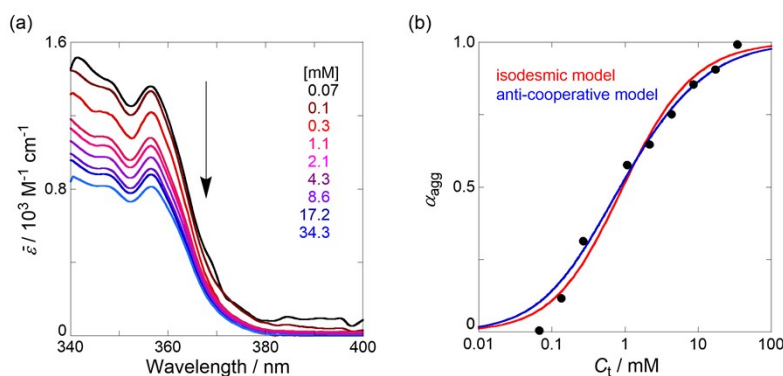 (a)
1.6
0.8
0
ε̄ / 10³ M⁻¹ cm⁻¹
340
360
380
400
Wavelength / nm
[mM]
0.07
0.1
0.3
1.1
2.1
4.3
8.6
17.2
34.3
(b)
1.0
0.5
0
α_agg
isodesmic model
anti-cooperative model
0.01
0.1
1
10
100
C_t / mM